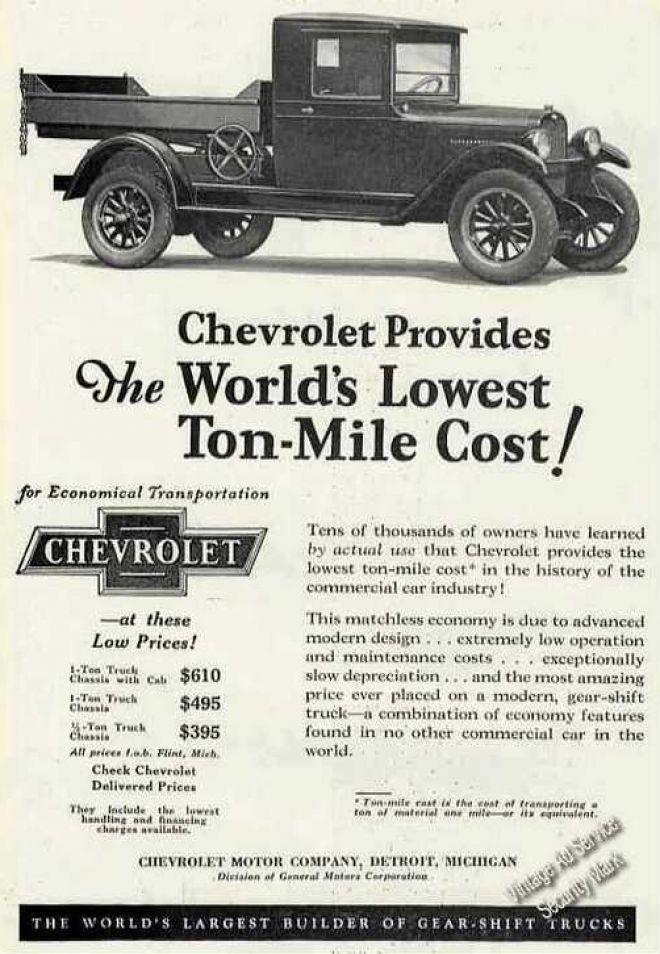 Chevrolet Provides
The World's Lowest
Ton-Mile Cost!
for Economical Transportation
CHEVROLET
—at these
Low Prices!
1-Ton Truck
Chassis with Cab $610
1-Ton Truck
Chassis $495
½-Ton Truck
Chassis $395
All prices f.o.b. Flint, Mich.
Check Chevrolet
Delivered Prices
They include the lowest
handling and financing
charges available.
Tens of thousands of owners have learned
by actual use that Chevrolet provides the
lowest ton-mile cost* in the history of the
commercial car industry!
This matchless economy is due to advanced
modern design . . . extremely low operation
and maintenance costs . . . exceptionally
slow depreciation . . . and the most amazing
price ever placed on a modern, gear-shift
truck—a combination of economy features
found in no other commercial car in the
world.
*Ton-mile cost is the cost of transporting a
ton of material one mile—or its equivalent.
CHEVROLET MOTOR COMPANY, DETROIT, MICHIGAN
Division of General Motors Corporation
THE WORLD'S LARGEST BUILDER OF GEAR-SHIFT TRUCKS
Vintage Ad Service
Security Mark